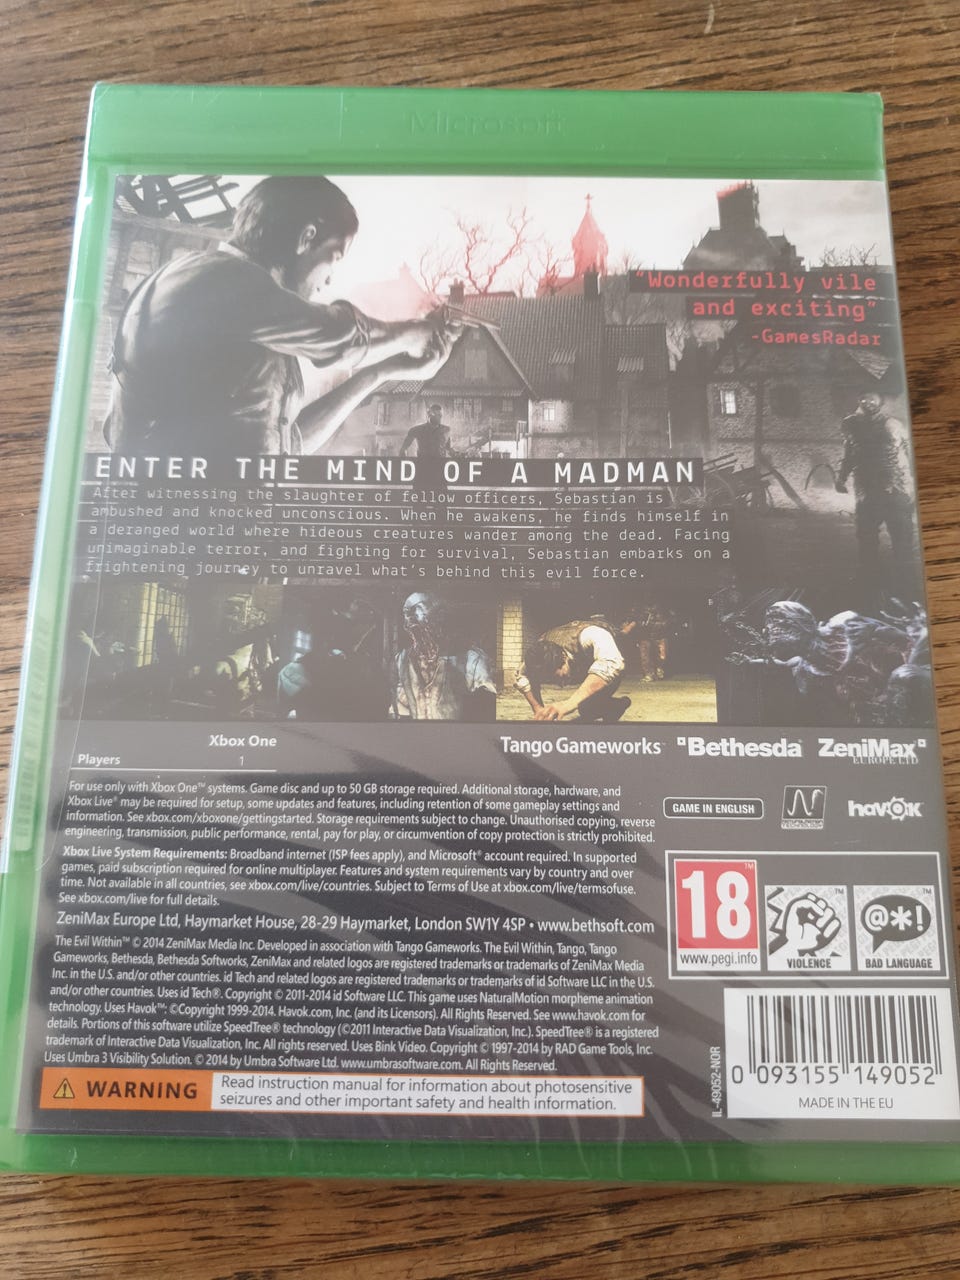 Microsoft
"Wonderfully vile
and exciting"
-GamesRadar
ENTER THE MIND OF A MADMAN
After witnessing the slaughter of fellow officers, Sebastian is
ambushed and knocked unconscious. When he awakens, he finds himself in
a deranged world where hideous creatures wander among the dead. Facing
unimaginable terror, and fighting for survival, Sebastian embarks on a
frightening journey to unravel what's behind this evil force.
Xbox One
Players 1
Tango Gameworks™ Bethesda® ZeniMax®
EUROPE LTD
For use only with Xbox One™ systems. Game disc and up to 50 GB storage required. Additional storage, hardware, and
Xbox Live® may be required for setup, some updates and features, including retention of some gameplay settings and
information. See xbox.com/xboxone/gettingstarted. Storage requirements subject to change. Unauthorised copying, reverse
engineering, transmission, public performance, rental, pay for play, or circumvention of copy protection is strictly prohibited.
Xbox Live System Requirements: Broadband internet (ISP fees apply), and Microsoft® account required. In supported
games, paid subscription required for online multiplayer. Features and system requirements vary by country and over
time. Not available in all countries, see xbox.com/live/countries. Subject to Terms of Use at xbox.com/live/termsofuse.
See xbox.com/live for full details.
ZeniMax Europe Ltd, Haymarket House, 28-29 Haymarket, London SW1Y 4SP • www.bethsoft.com
The Evil Within™ © 2014 ZeniMax Media Inc. Developed in association with Tango Gameworks. The Evil Within, Tango, Tango
Gameworks, Bethesda, Bethesda Softworks, ZeniMax and related logos are registered trademarks or trademarks of ZeniMax Media
Inc. in the U.S. and/or other countries. id Tech and related logos are registered trademarks or trademarks of id Software LLC in the U.S.
and/or other countries. Uses id Tech®. Copyright © 2011-2014 id Software LLC. This game uses NaturalMotion morpheme animation
technology. Uses Havok™: ©Copyright 1999-2014. Havok.com, Inc. (and its Licensors). All Rights Reserved. See www.havok.com for
details. Portions of this software utilize SpeedTree® technology (©2011 Interactive Data Visualization, Inc.). SpeedTree® is a registered
trademark of Interactive Data Visualization, Inc. All rights reserved. Uses Bink Video. Copyright © 1997-2014 by RAD Game Tools, Inc.
Uses Umbra 3 Visibility Solution. © 2014 by Umbra Software Ltd. www.umbrasoftware.com. All Rights Reserved.
WARNING
Read instruction manual for information about photosensitive
seizures and other important safety and health information.
GAME IN ENGLISH
havok
18™
www.pegi.info
VIOLENCE
@*!
BAD LANGUAGE
IL-49052-NOR
0 093155 149052
MADE IN THE EU